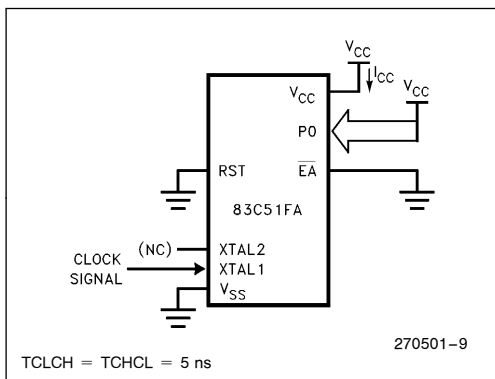 VCC
ICC
VCC
VCC
P0
RST
EA
83C51FA
(NC)
XTAL2
CLOCK
SIGNAL
XTAL1
VSS
270501-9
TCLCH = TCHCL = 5 ns